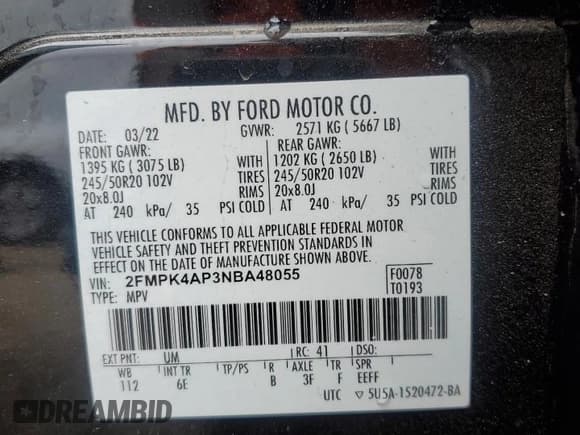 MFD. BY FORD MOTOR CO.
DATE: 03/22 GVWR: 2571 KG ( 5667 LB)
FRONT GAWR: REAR GAWR:
1395 KG ( 3075 LB) WITH 1202 KG ( 2650 LB) WITH
245/50R20 102V TIRES 245/50R20 102V TIRES
20x8.0J RIMS 20x8.0J RIMS
AT 240 kPa/ 35 PSI COLD AT 240 kPa/ 35 PSI COLD
THIS VEHICLE CONFORMS TO ALL APPLICABLE FEDERAL MOTOR
VEHICLE SAFETY AND THEFT PREVENTION STANDARDS IN
EFFECT ON THE DATE OF MANUFACTURE SHOWN ABOVE.
VIN: 2FMPK4AP3NBA48055 F0078
TYPE: MPV T0193
EXT PNT: UM RC: 41 DSO:
WB INT TR TP/PS R AXLE TR S
112 6E B 3F F EEFF
UTC ▽ 5U5A-1520472-BA
DREAMBID